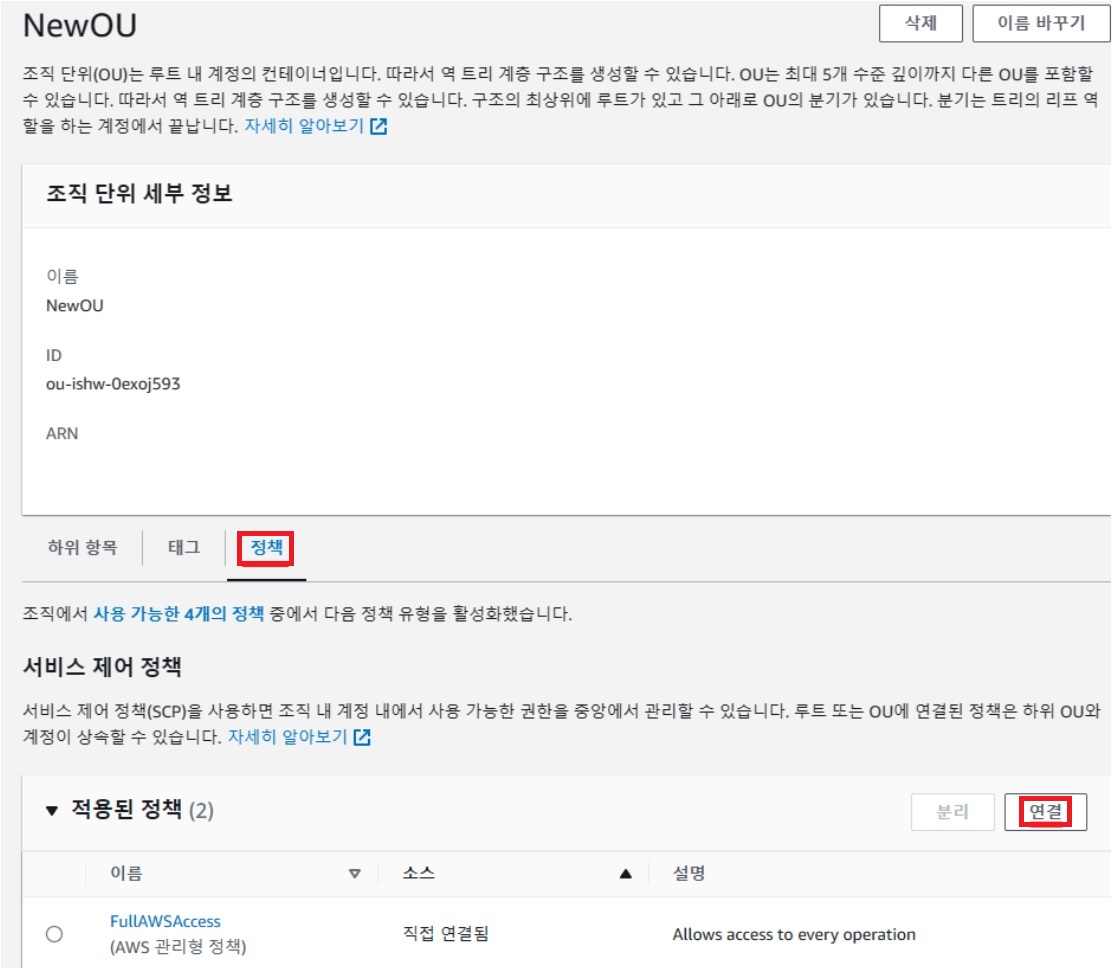 NewOU
삭제
이름 바꾸기
조직 단위(OU)는 루트 내 계정의 컨테이너입니다. 따라서 역 트리 계층 구조를 생성할 수 있습니다. OU는 최대 5개 수준 깊이까지 다른 OU를 포함할
수 있습니다. 따라서 역 트리 계층 구조를 생성할 수 있습니다. 구조의 최상위에 루트가 있고 그 아래로 OU의 분기가 있습니다. 분기는 트리의 리프 역
할을 하는 계정에서 끝납니다. 자세히 알아보기
조직 단위 세부 정보
이름
NewOU
ID
ou-ishw-0exoj593
ARN
하위 항목
태그
정책
조직에서 사용 가능한 4개의 정책 중에서 다음 정책 유형을 활성화했습니다.
서비스 제어 정책
서비스 제어 정책(SCP)을 사용하면 조직 내 계정 내에서 사용 가능한 권한을 중앙에서 관리할 수 있습니다. 루트 또는 OU에 연결된 정책은 하위 OU와
계정이 상속할 수 있습니다. 자세히 알아보기
적용된 정책 (2)
분리
연결
이름
소스
설명
FullAWSAccess
(AWS 관리형 정책)
직접 연결됨
Allows access to every operation